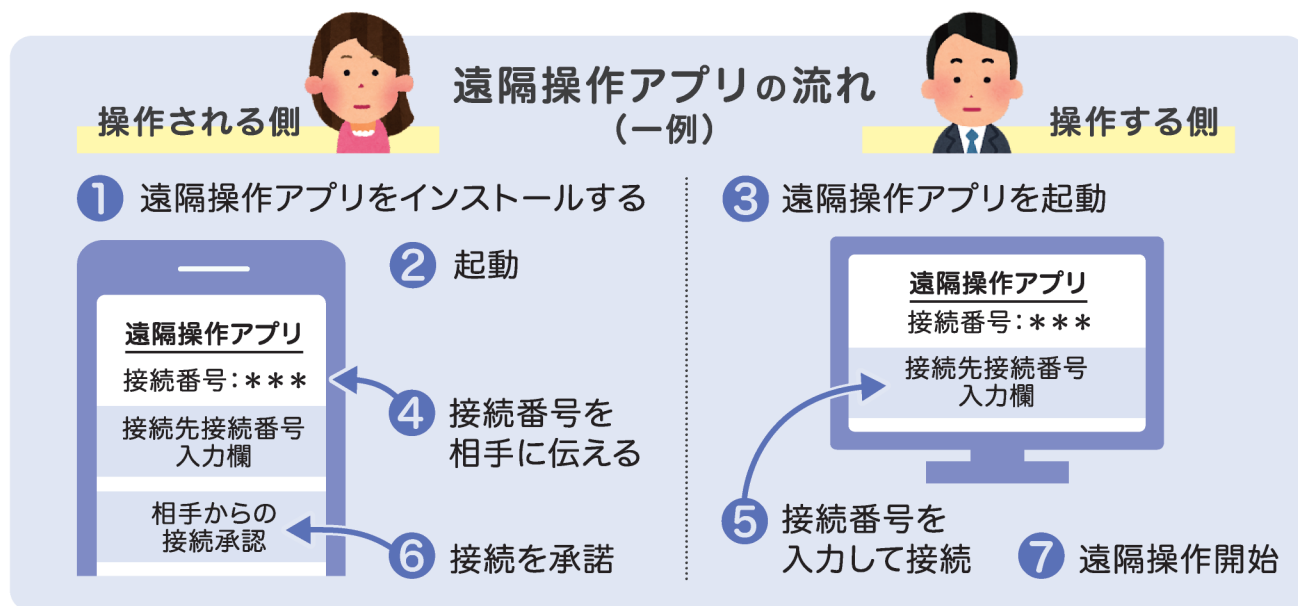 遠隔操作アプリの流れ
（一例）
操作される側
操作する側
1 遠隔操作アプリをインストールする
2 起動
遠隔操作アプリ
接続番号：＊＊＊
接続先接続番号
入力欄
相手からの
接続承認
4 接続番号を
相手に伝える
6 接続を承諾
3 遠隔操作アプリを起動
遠隔操作アプリ
接続番号：＊＊＊
接続先接続番号
入力欄
5 接続番号を
入力して接続
7 遠隔操作開始